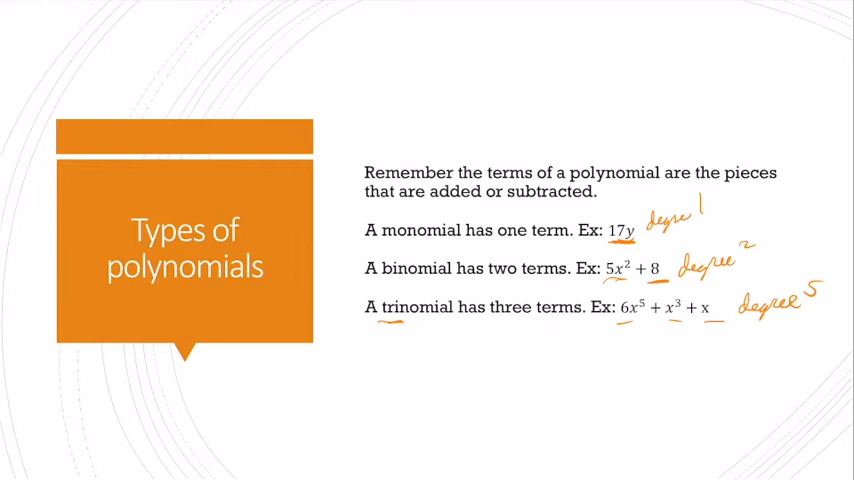 Types of
polynomials
Remember the terms of a polynomial are the pieces
that are added or subtracted.
A monomial has one term. Ex: 17y degree 1
A binomial has two terms. Ex: 5x² + 8 degree 2
A trinomial has three terms. Ex: 6x⁵ + x³ + x degree 5